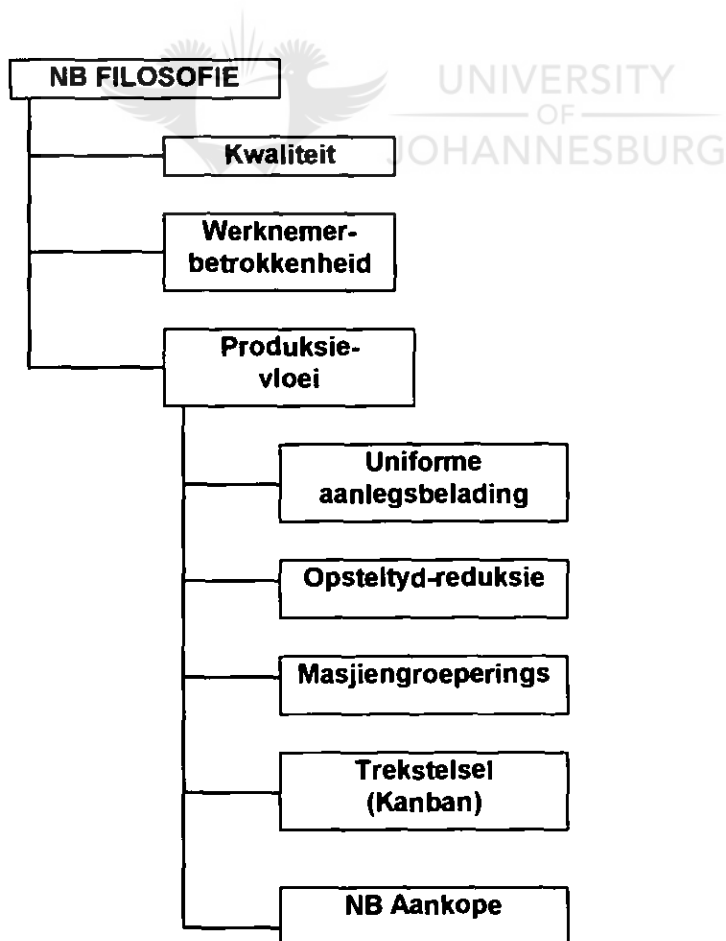 UNIVERSITY
OF
JOHANNESBURG
NB FILOSOFIE
Kwaliteit
Werknemer-
betrokkenheid
Produksie-
vloei
Uniforme
aanlegsbelading
Opsteltyd-reduksie
Masjiengroeperings
Trekstelsel
(Kanban)
NB Aankope